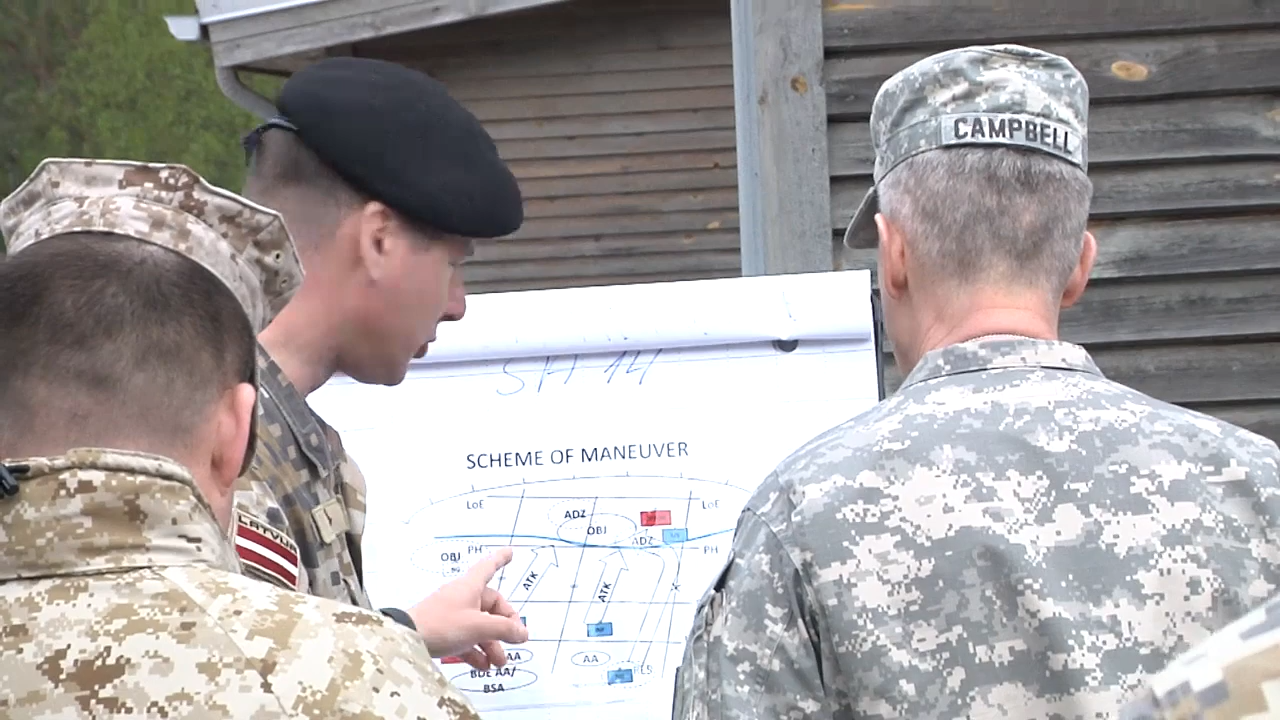 CAMPBELL
SH 14
SCHEME OF MANEUVER
LoE LoE
ADZ
OBJ
ADZ
PH PH
OBJ
ATK ATK
AA AA
BDE AA/
BSA
LATVIJA